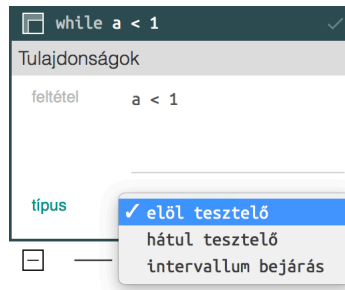 while a < 1
Tulajdonságok
feltétel a < 1
típus
✓ elöl tesztelő
hátul tesztelő
intervallum bejárás